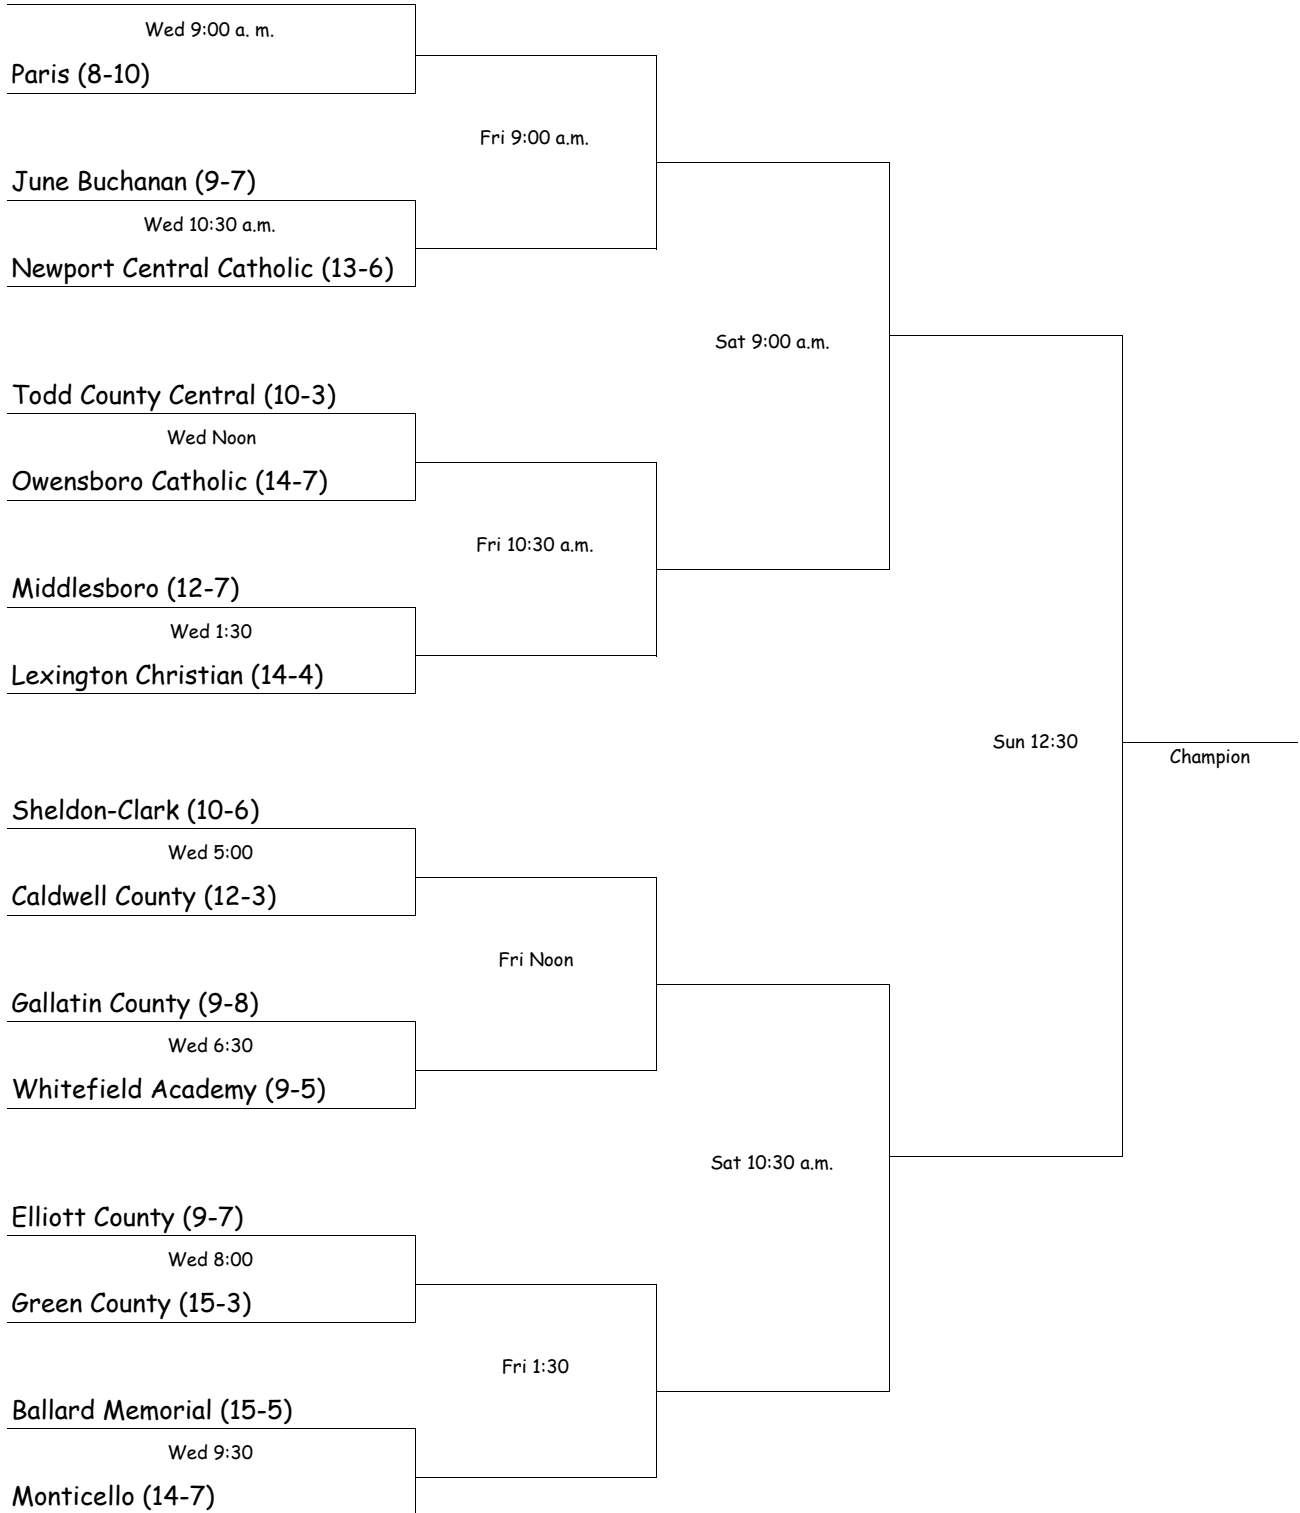 Wed 9:00 a. m.
Paris (8-10)
Fri 9:00 a.m.
June Buchanan (9-7)
Wed 10:30 a.m.
Newport Central Catholic (13-6)
Sat 9:00 a.m.
Todd County Central (10-3)
Wed Noon
Owensboro Catholic (14-7)
Fri 10:30 a.m.
Middlesboro (12-7)
Wed 1:30
Lexington Christian (14-4)
Sun 12:30
Champion
Sheldon-Clark (10-6)
Wed 5:00
Caldwell County (12-3)
Fri Noon
Gallatin County (9-8)
Wed 6:30
Whitefield Academy (9-5)
Sat 10:30 a.m.
Elliott County (9-7)
Wed 8:00
Green County (15-3)
Fri 1:30
Ballard Memorial (15-5)
Wed 9:30
Monticello (14-7)